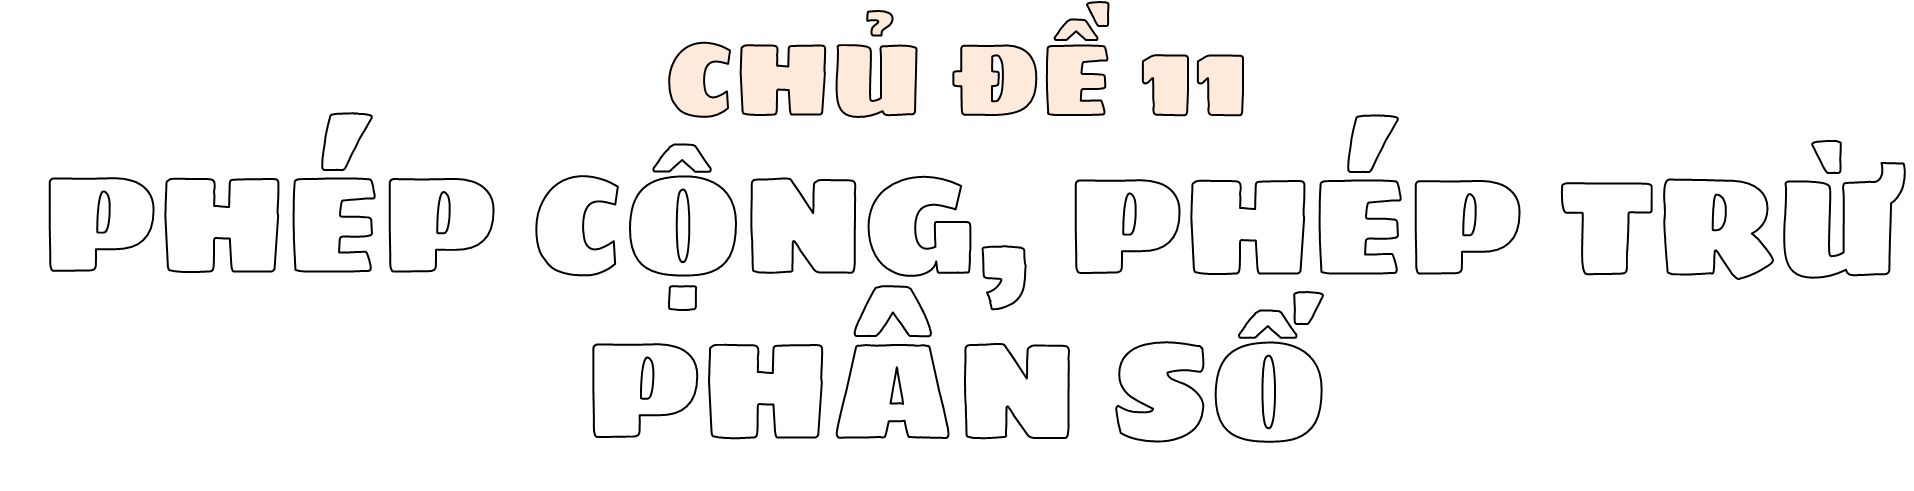 CHỦ ĐỀ 11
PHÉP CỘNG, PHÉP TRỪ
PHÂN SỐ